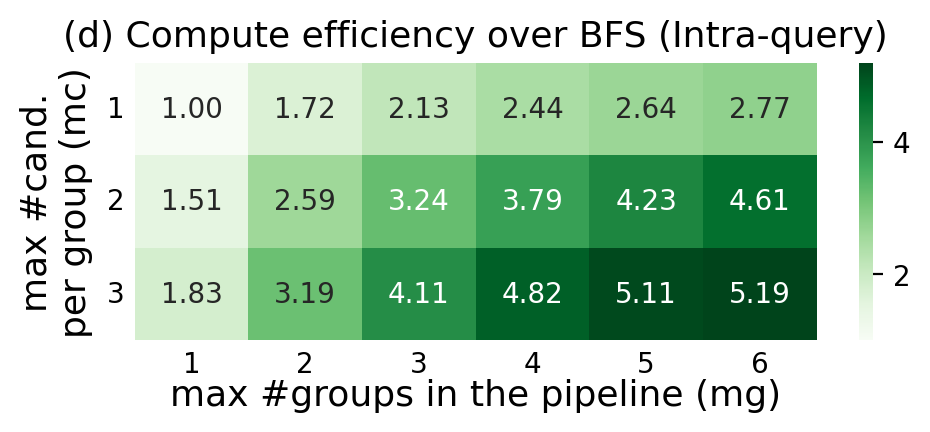 (d) Compute efficiency over BFS (Intra-query)
max #cand.
per group (mc)
1 1.00 1.72 2.13 2.44 2.64 2.77
2 1.51 2.59 3.24 3.79 4.23 4.61
3 1.83 3.19 4.11 4.82 5.11 5.19
1 2 3 4 5 6
max #groups in the pipeline (mg)
4
2